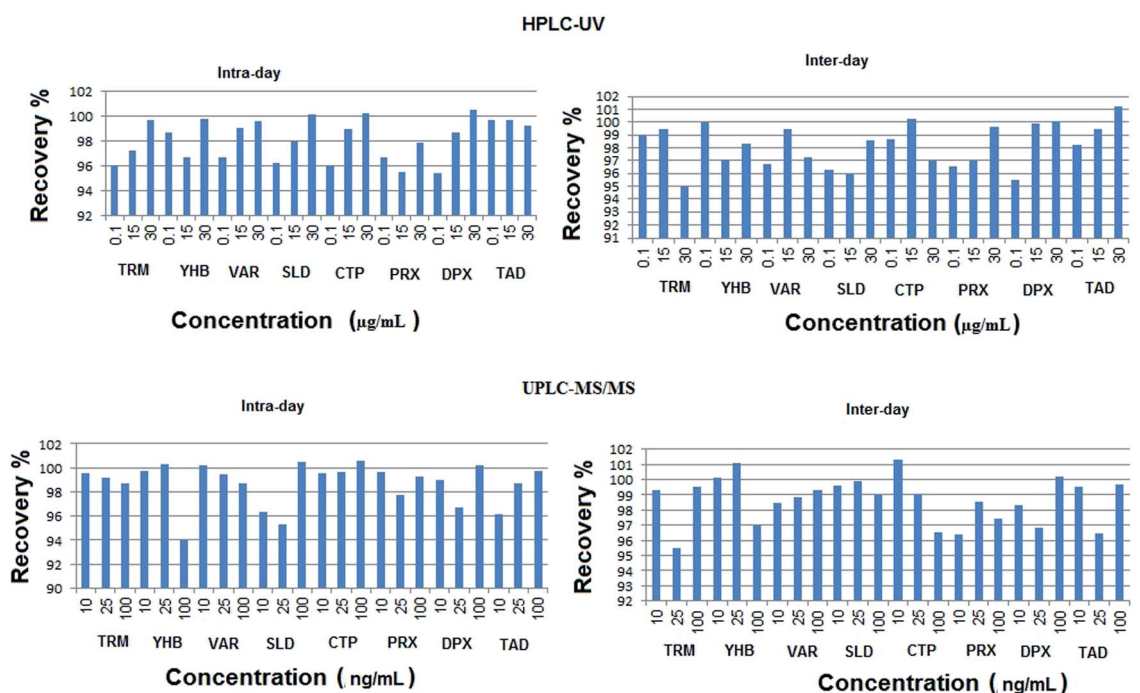 HPLC-UV
Intra-day
Recovery %
102
100
98
96
94
92
0.1 15 30 0.1 15 30 0.1 15 30 0.1 15 30 0.1 15 30 0.1 15 30 0.1 15 30 0.1 15 30
TRM YHB VAR SLD CTP PRX DPX TAD
Concentration (µg/mL )
Inter-day
Recovery %
102
101
100
99
98
97
96
95
94
93
92
91
0.1 15 30 0.1 15 30 0.1 15 30 0.1 15 30 0.1 15 30 0.1 15 30 0.1 15 30 0.1 15 30
TRM YHB VAR SLD CTP PRX DPX TAD
Concentration (µg/mL )
UPLC-MS/MS
Intra-day
Recovery %
102
100
98
96
94
92
90
10 25 100 10 25 100 10 25 100 10 25 100 10 25 100 10 25 100 10 25 100 10 25 100
TRM YHB VAR SLD CTP PRX DPX TAD
Concentration ( ng/mL )
Inter-day
Recovery %
102
101
100
99
98
97
96
95
94
93
92
10 25 100 10 25 100 10 25 100 10 25 100 10 25 100 10 25 100 10 25 100 10 25 100
TRM YHB VAR SLD CTP PRX DPX TAD
Concentration ( ng/mL )